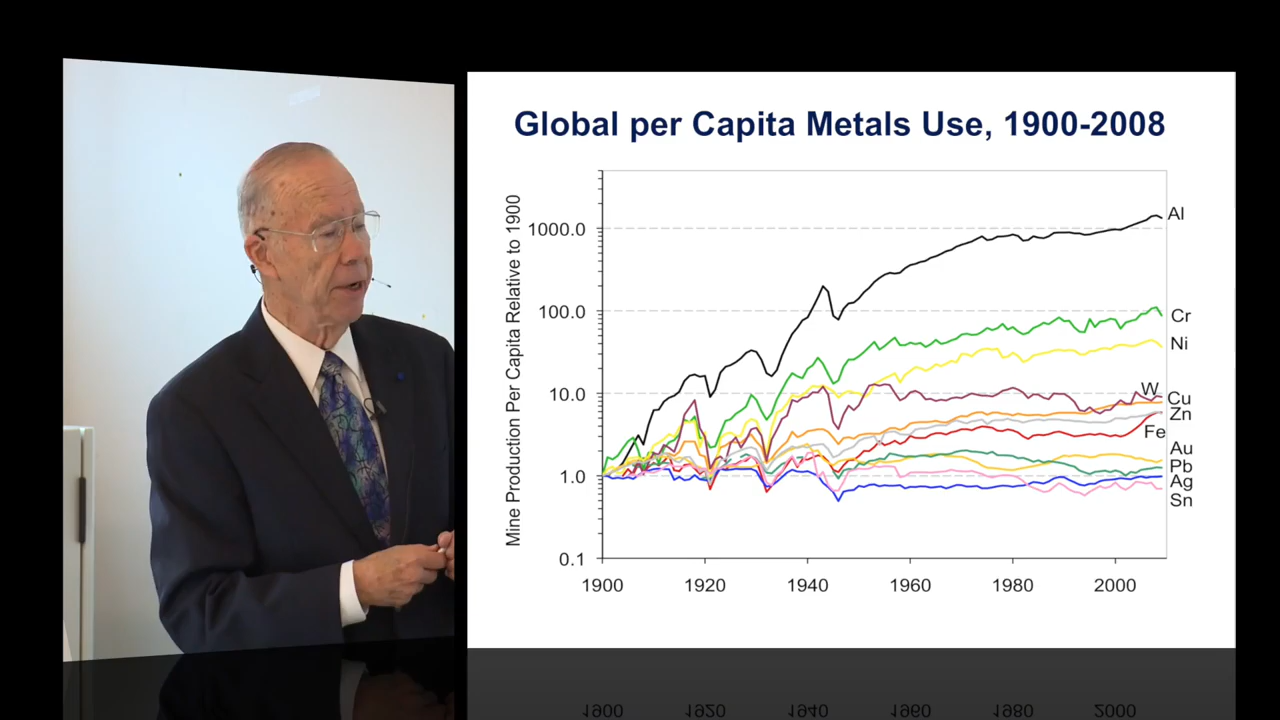 Global per Capita Metals Use, 1900-2008
Mine Production Per Capita Relative to 1900
1000.0
100.0
10.0
1.0
0.1
1900 1920 1940 1960 1980 2000
Al
Cr
Ni
W
Cu
Zn
Fe
Au
Pb
Ag
Sn